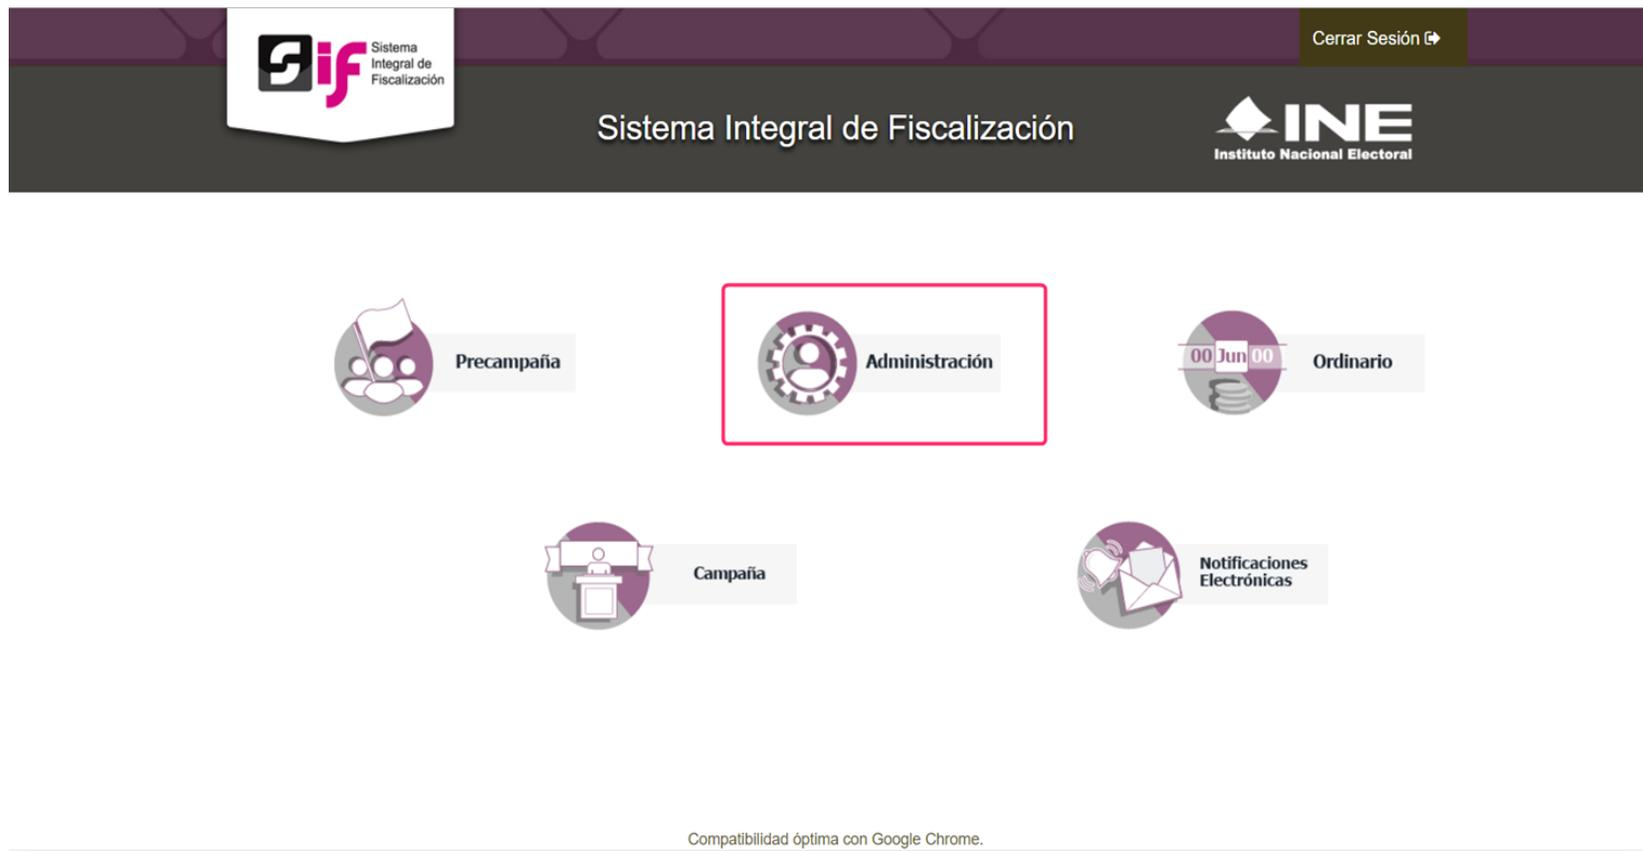 Cerrar Sesión
Sif
Sistema
Integral de
Fiscalización
Sistema Integral de Fiscalización
INE
Instituto Nacional Electoral
Precampaña
Administración
00 Jun 00
Ordinario
Campaña
Notificaciones
Electrónicas
Compatibilidad óptima con Google Chrome.